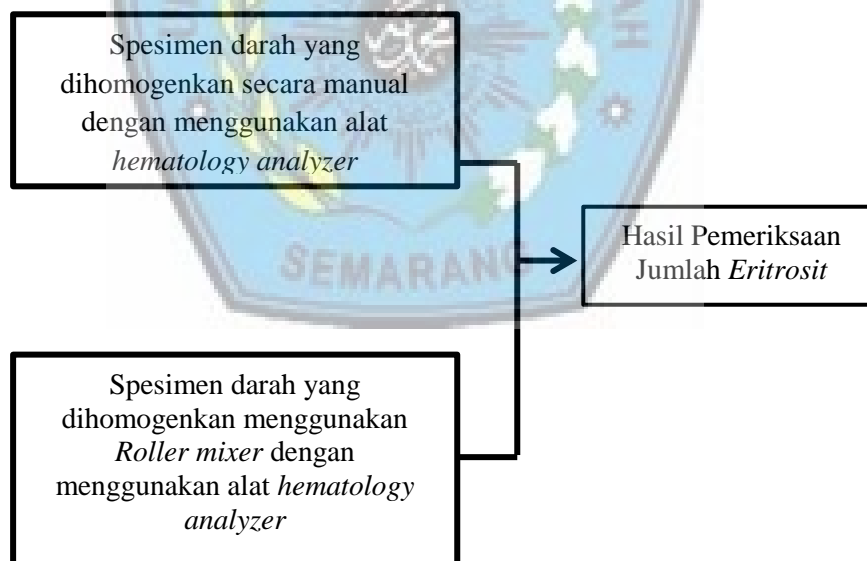 Spesimen darah yang
dihomogenkan secara manual
dengan menggunakan alat
hematology analyzer
Hasil Pemeriksaan
Jumlah Eritrosit
SEMARANG
Spesimen darah yang
dihomogenkan menggunakan
Roller mixer dengan
menggunakan alat hematology
analyzer